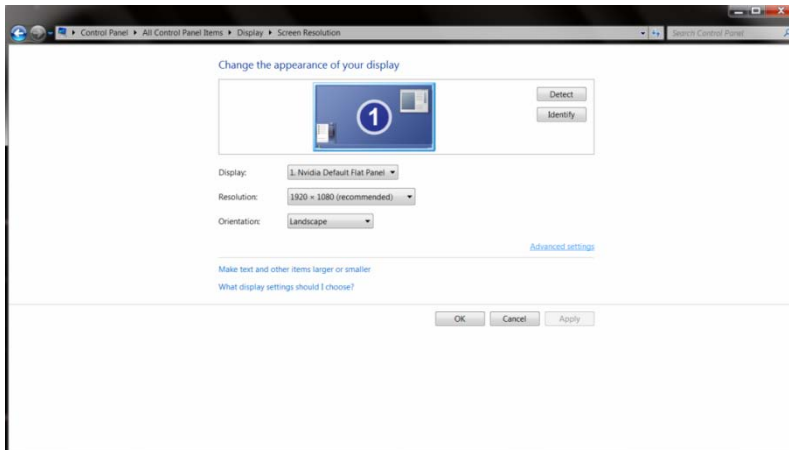 Control Panel ▸ All Control Panel Items ▸ Display ▸ Screen Resolution
Search Control Panel
Change the appearance of your display
1
Detect
Identify
Display: 1. Nvidia Default Flat Panel
Resolution: 1920 × 1080 (recommended)
Orientation: Landscape
Advanced settings
Make text and other items larger or smaller
What display settings should I choose?
OK Cancel Apply